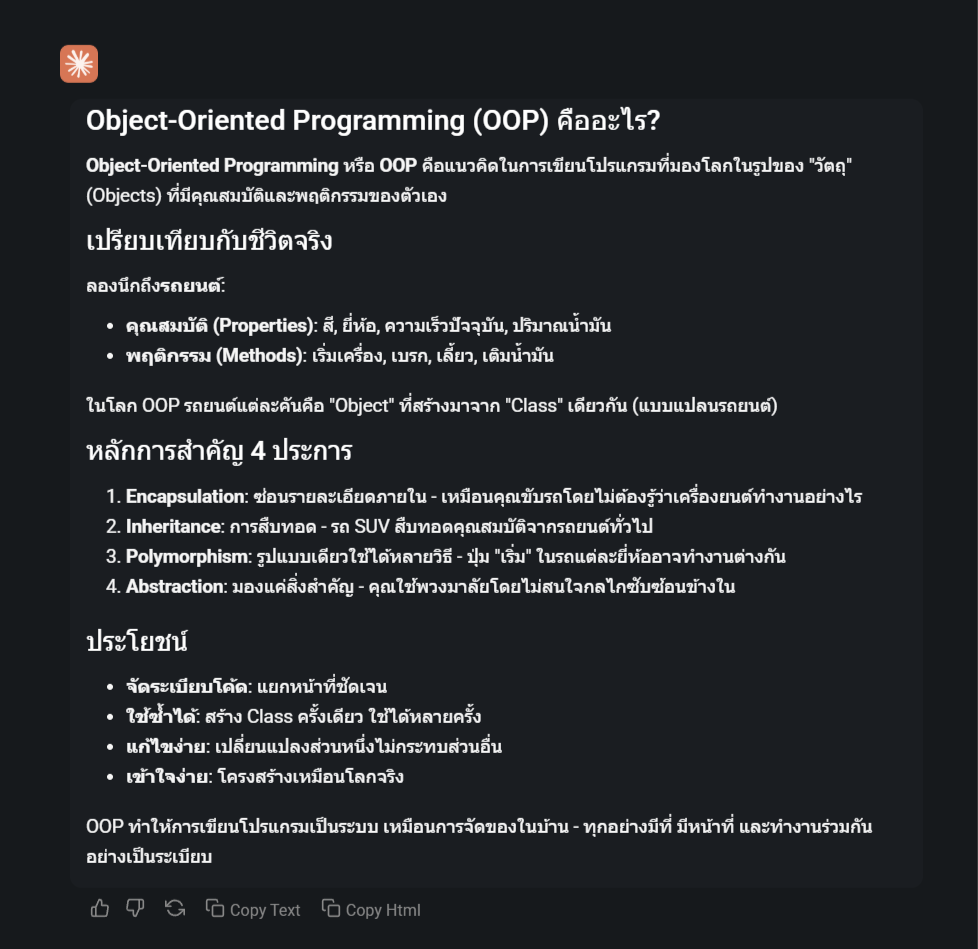 Object-Oriented Programming (OOP) คืออะไร?
Object-Oriented Programming หรือ OOP คือแนวคิดในการเขียนโปรแกรมที่มองโลกในรูปของ "วัตถุ"
(Objects) ที่มีคุณสมบัติและพฤติกรรมของตัวเอง
เปรียบเทียบกับชีวิตจริง
ลองนึกถึงรถยนต์:
• คุณสมบัติ (Properties): สี, ยี่ห้อ, ความเร็วปัจจุบัน, ปริมาณน้ำมัน
• พฤติกรรม (Methods): เริ่มเครื่อง, เบรก, เลี้ยว, เติมน้ำมัน
ในโลก OOP รถยนต์แต่ละคันคือ "Object" ที่สร้างมาจาก "Class" เดียวกัน (แบบแปลนรถยนต์)
หลักการสำคัญ 4 ประการ
1. Encapsulation: ซ่อนรายละเอียดภายใน - เหมือนคุณขับรถโดยไม่ต้องรู้ว่าเครื่องยนต์ทำงานอย่างไร
2. Inheritance: การสืบทอด - รถ SUV สืบทอดคุณสมบัติจากรถยนต์ทั่วไป
3. Polymorphism: รูปแบบเดียวใช้ได้หลายวิธี - ปุ่ม "เริ่ม" ในรถแต่ละยี่ห้ออาจทำงานต่างกัน
4. Abstraction: มองแค่สิ่งสำคัญ - คุณใช้พวงมาลัยโดยไม่สนใจกลไกซับซ้อนข้างใน
ประโยชน์
• จัดระเบียบโค้ด: แยกหน้าที่ชัดเจน
• ใช้ซ้ำได้: สร้าง Class ครั้งเดียว ใช้ได้หลายครั้ง
• แก้ไขง่าย: เปลี่ยนแปลงส่วนหนึ่งไม่กระทบส่วนอื่น
• เข้าใจง่าย: โครงสร้างเหมือนโลกจริง
OOP ทำให้การเขียนโปรแกรมเป็นระบบ เหมือนการจัดของในบ้าน - ทุกอย่างมีที่ มีหน้าที่ และทำงานร่วมกัน
อย่างเป็นระเบียบ
Copy Text Copy Html